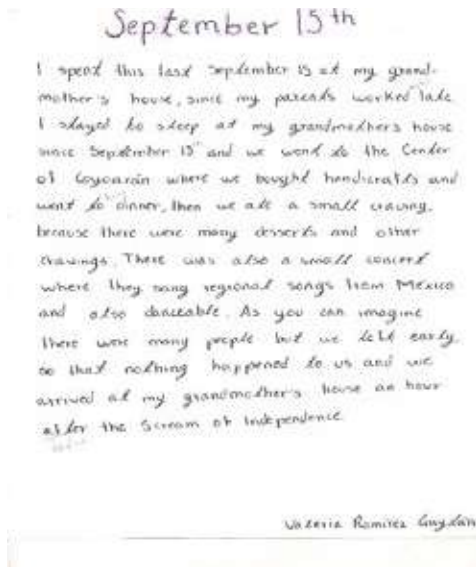 September 15th
I spent this last September 15 at my grand-
mother's house, since my parents worked late
I stayed to sleep at my grandmother's house
since September 15 and we went to the Center
of Coyoacán where we bought handicrafts and
went to dinner, then we ate a small craving,
because there were many desserts and other
cravings. There was also a small concert
where they sang regional songs from Mexico
and also danceable. As you can imagine
there were many people but we left early,
so that nothing happened to us and we
arrived at my grandmother's house an hour
after the Scream of Independence
Valeria Ramírez